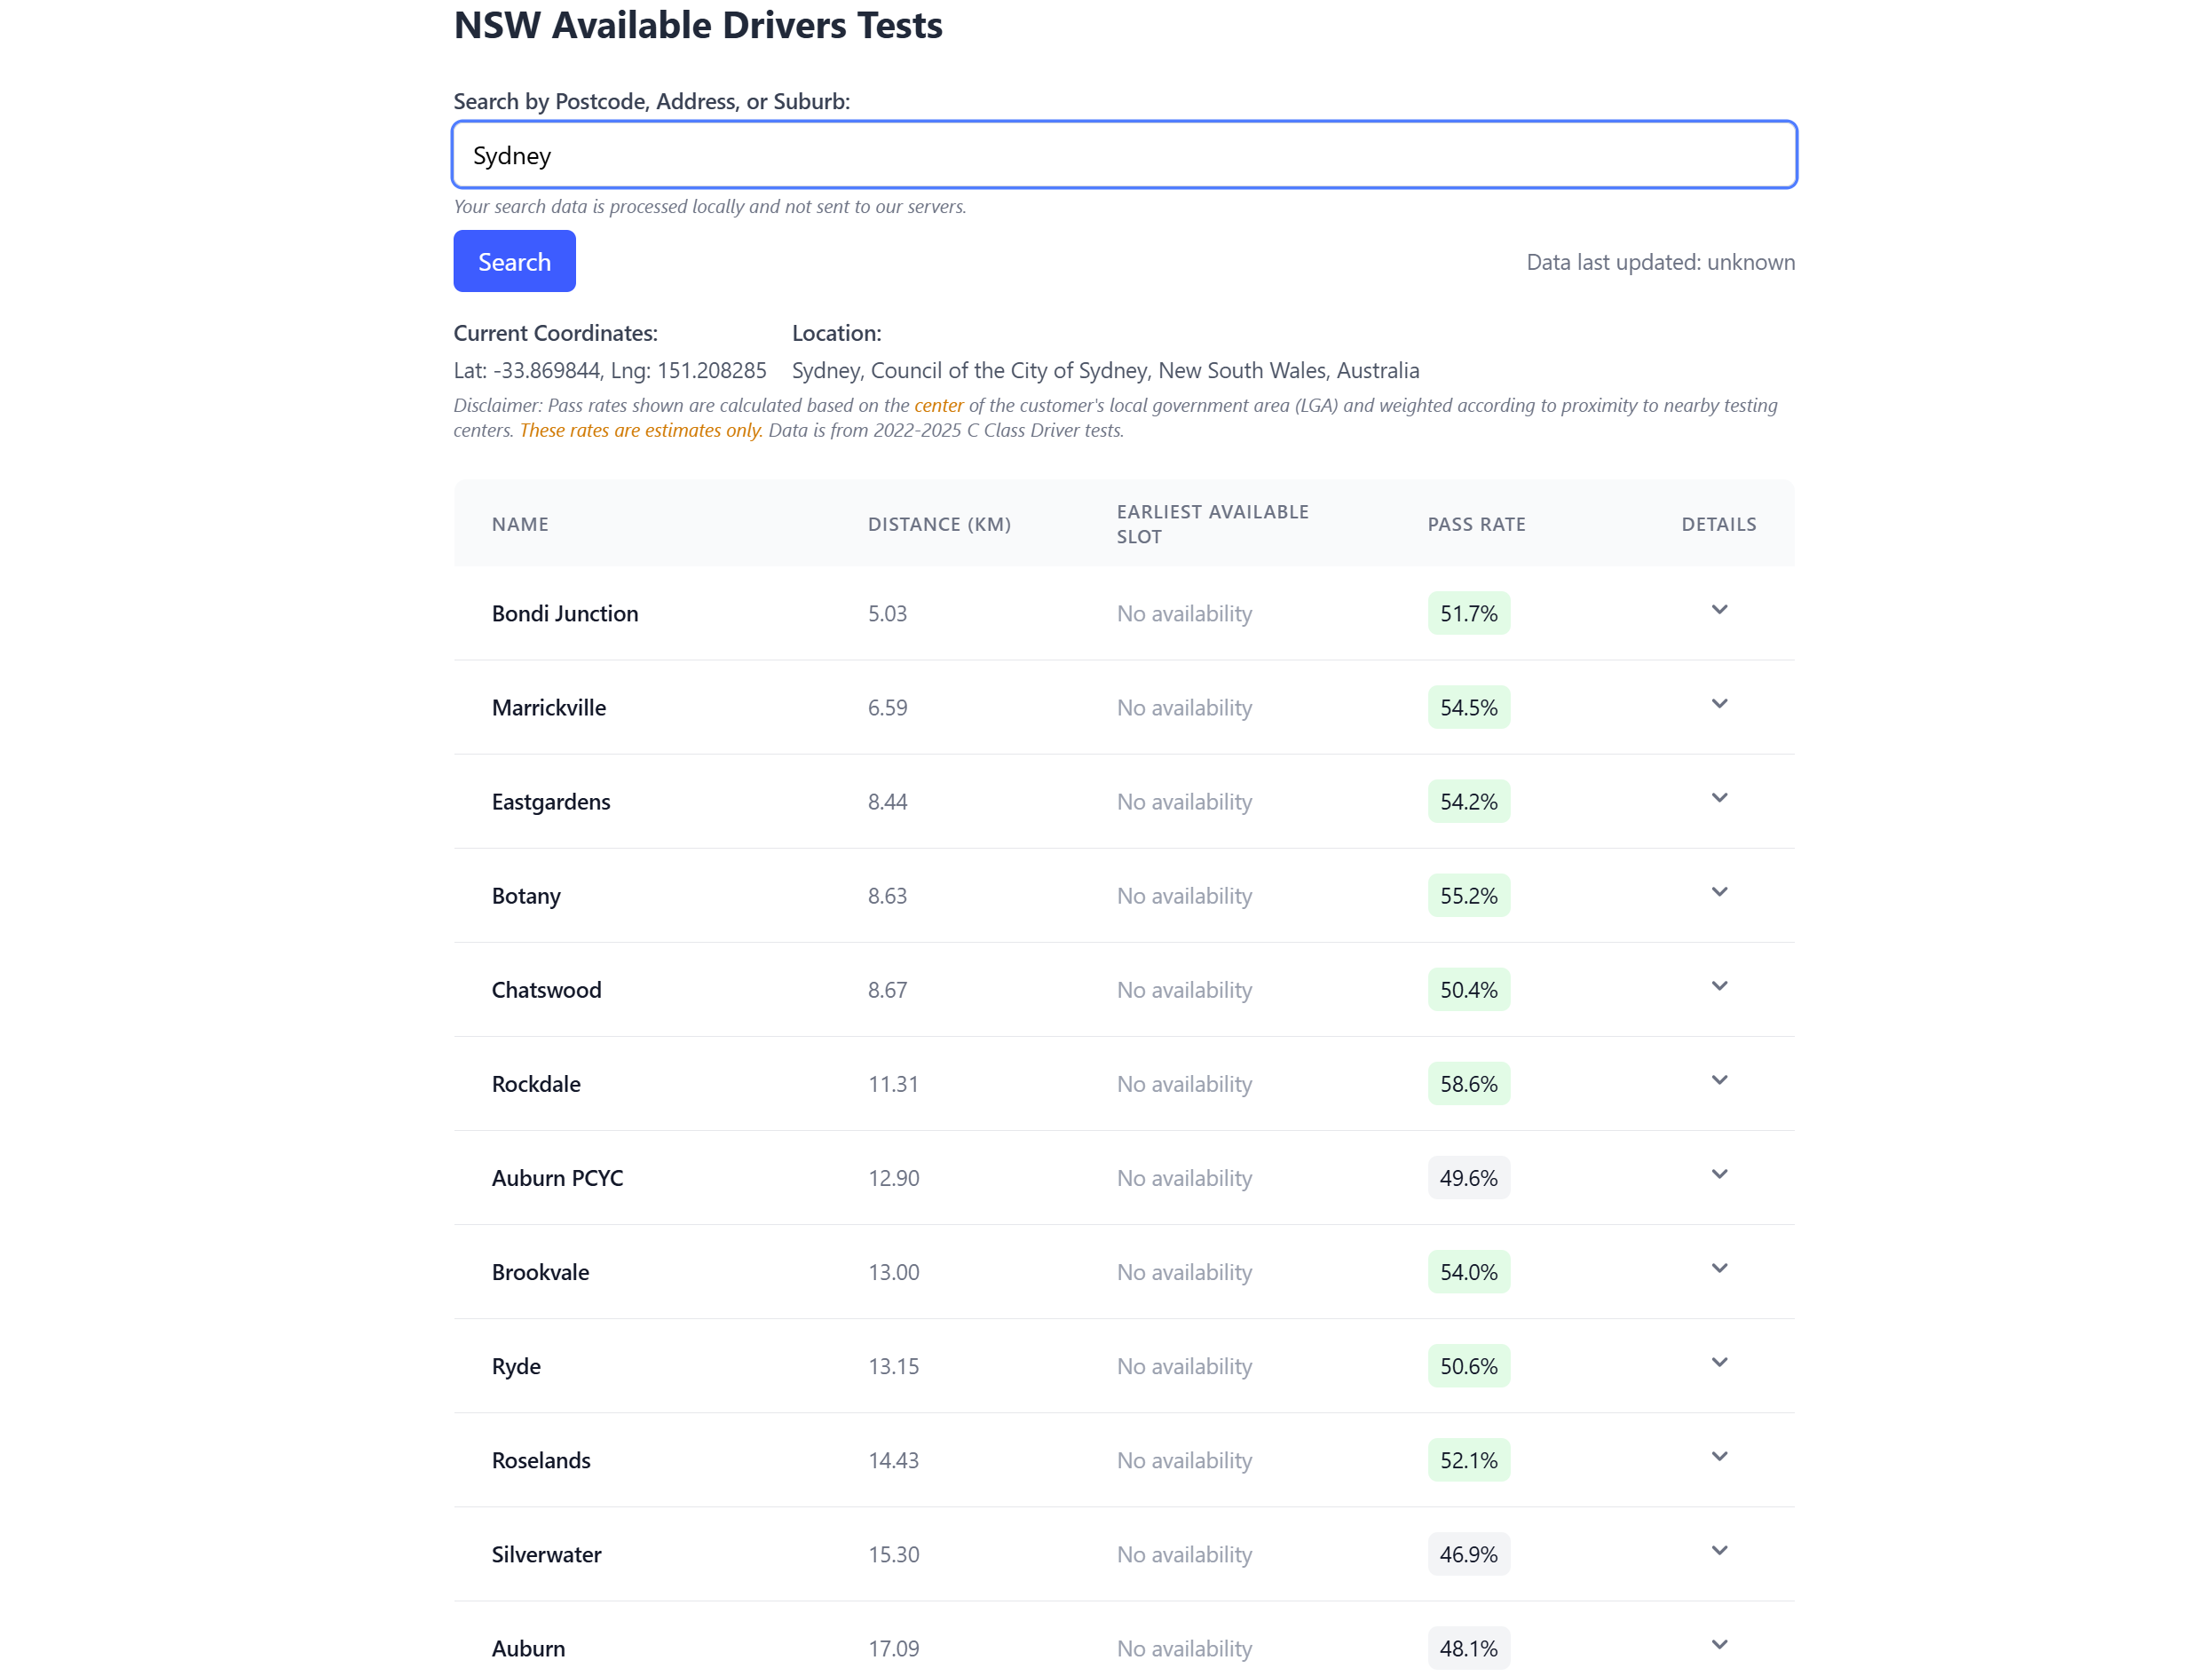 NSW Available Drivers Tests
Search by Postcode, Address, or Suburb:
Sydney
Your search data is processed locally and not sent to our servers.
Search
Data last updated: unknown
Current Coordinates:
Location:
Lat: -33.869844, Lng: 151.208285
Sydney, Council of the City of Sydney, New South Wales, Australia
Disclaimer: Pass rates shown are calculated based on the center of the customer's local government area (LGA) and weighted according to proximity to nearby testing
centers. These rates are estimates only. Data is from 2022-2025 C Class Driver tests.
NAME DISTANCE (KM) EARLIEST AVAILABLE SLOT PASS RATE DETAILS
Bondi Junction 5.03 No availability 51.7%
Marrickville 6.59 No availability 54.5%
Eastgardens 8.44 No availability 54.2%
Botany 8.63 No availability 55.2%
Chatswood 8.67 No availability 50.4%
Rockdale 11.31 No availability 58.6%
Auburn PCYC 12.90 No availability 49.6%
Brookvale 13.00 No availability 54.0%
Ryde 13.15 No availability 50.6%
Roselands 14.43 No availability 52.1%
Silverwater 15.30 No availability 46.9%
Auburn 17.09 No availability 48.1%